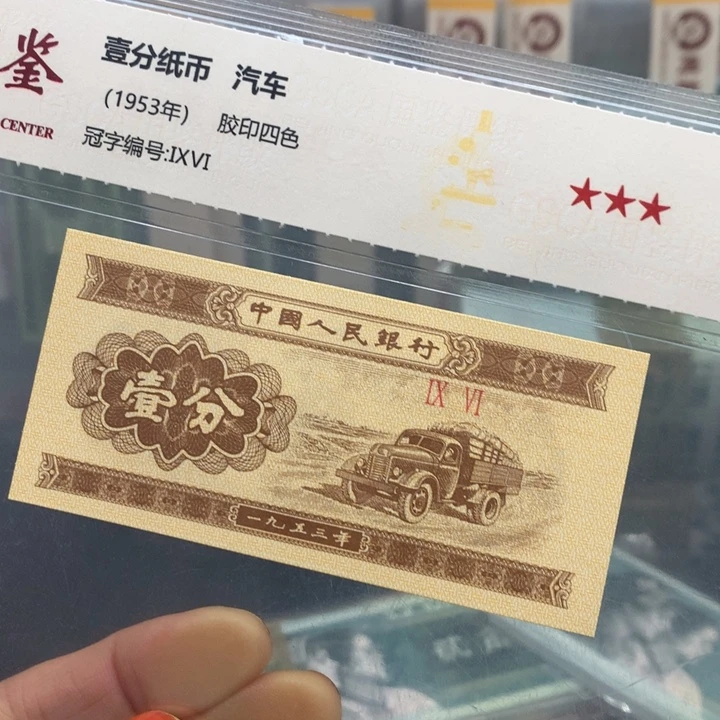 鉴
CENTER
壹分纸币 汽车
(1953年) 胶印四色
冠字编号:IXVI
中國人民銀行
IX VI
壹分
一九五三年